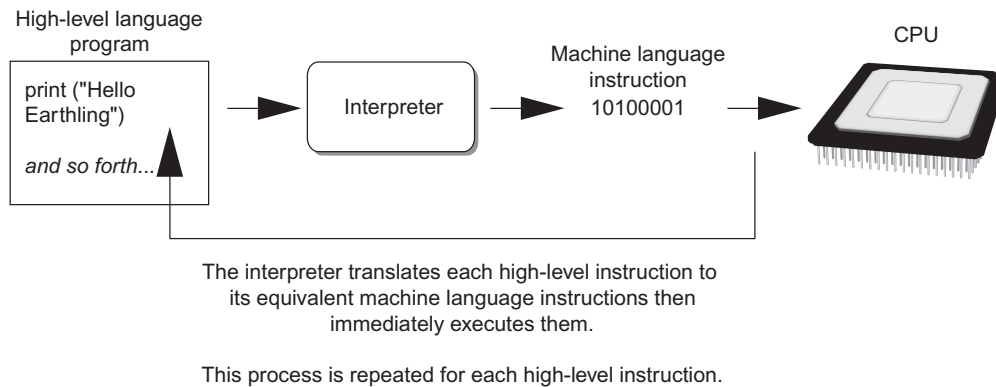 High-level language
program
print ("Hello
Earthling")
and so forth...
Interpreter
Machine language
instruction
10100001
CPU
The interpreter translates each high-level instruction to
its equivalent machine language instructions then
immediately executes them.
This process is repeated for each high-level instruction.